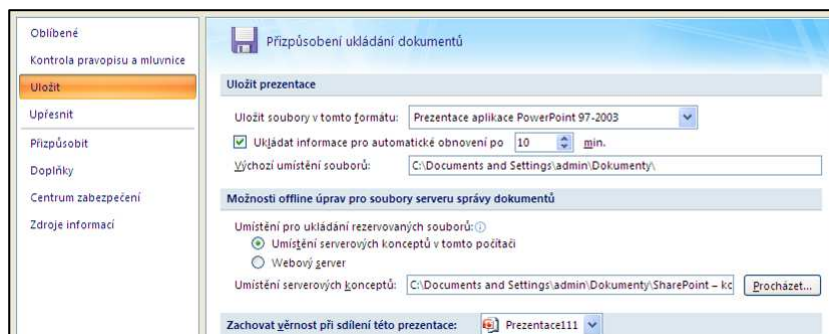 Oblíbené
Kontrola pravopisu a mluvnice
Uložit
Upřesnit
Přizpůsobit
Doplňky
Centrum zabezpečení
Zdroje informací
Přizpůsobení ukládání dokumentů
Uložit prezentace
Uložit soubory v tomto formátu: Prezentace aplikace PowerPoint 97-2003
Ukládat informace pro automatické obnovení po 10 min.
Výchozí umístění souborů: C:\Documents and Settings\admin\Dokumenty\
Možnosti offline úprav pro soubory serveru správy dokumentů
Umístění pro ukládání rezervovaných souborů:
Umístění serverových konceptů v tomto počítači
Webový server
Umístění serverových konceptů: C:\Documents and Settings\admin\Dokumenty\SharePoint – kc Procházet...
Zachovat věrnost při sdílení této prezentace: Prezentace111